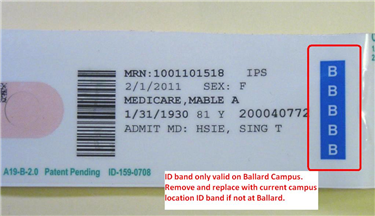 MRN:1001101518 IPS
2/1/2011 SEX: F
MEDICARE,MABLE A
1/31/1930 81 Y 200040772
ADMIT MD: HSIE, SING T
B
B
B
B
B
A19-B-2.0 Patent Pending ID-159-0708
ID band only valid on Ballard Campus.
Remove and replace with current campus
location ID band if not at Ballard.